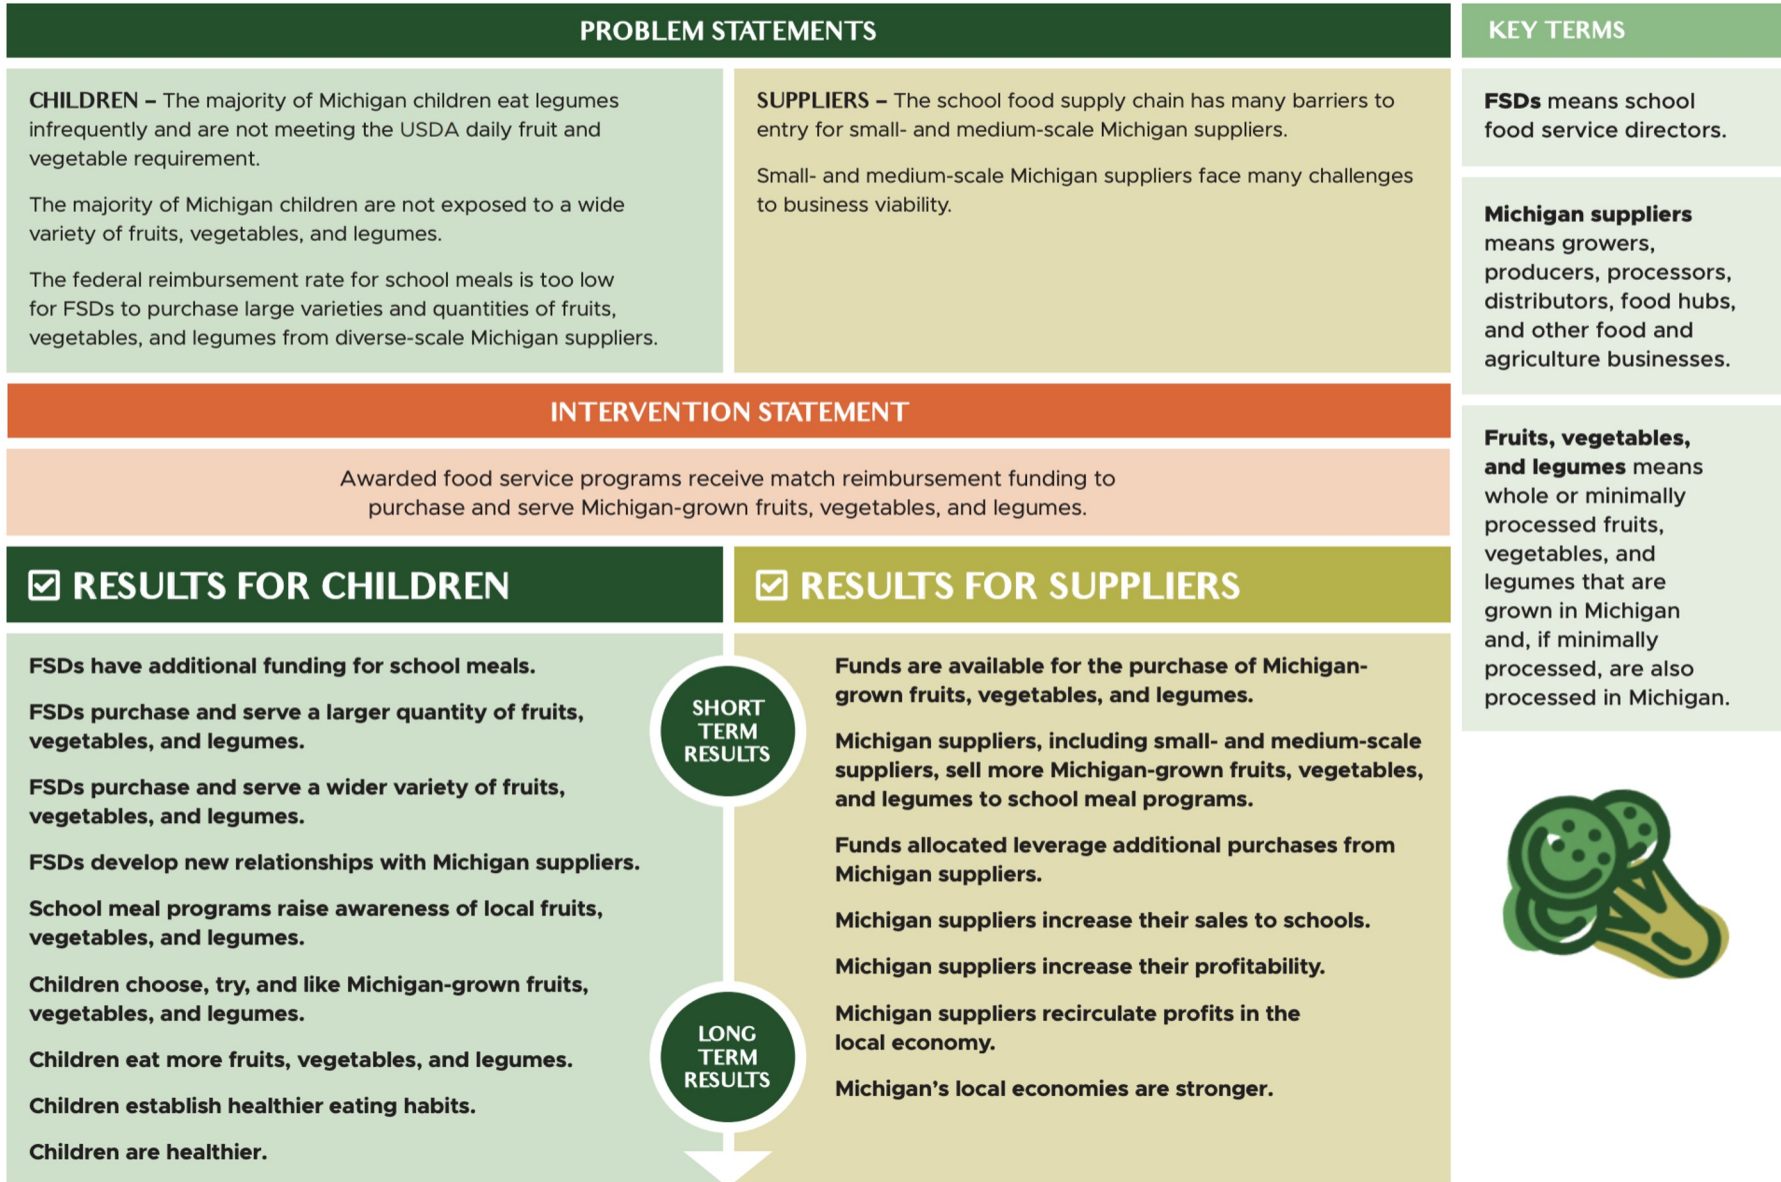 PROBLEM STATEMENTS
CHILDREN – The majority of Michigan children eat legumes
infrequently and are not meeting the USDA daily fruit and
vegetable requirement.
The majority of Michigan children are not exposed to a wide
variety of fruits, vegetables, and legumes.
The federal reimbursement rate for school meals is too low
for FSDs to purchase large varieties and quantities of fruits,
vegetables, and legumes from diverse-scale Michigan suppliers.
SUPPLIERS – The school food supply chain has many barriers to
entry for small- and medium-scale Michigan suppliers.
Small- and medium-scale Michigan suppliers face many challenges
to business viability.
INTERVENTION STATEMENT
Awarded food service programs receive match reimbursement funding to
purchase and serve Michigan-grown fruits, vegetables, and legumes.
RESULTS FOR CHILDREN
FSDs have additional funding for school meals.
FSDs purchase and serve a larger quantity of fruits,
vegetables, and legumes.
FSDs purchase and serve a wider variety of fruits,
vegetables, and legumes.
FSDs develop new relationships with Michigan suppliers.
School meal programs raise awareness of local fruits,
vegetables, and legumes.
Children choose, try, and like Michigan-grown fruits,
vegetables, and legumes.
Children eat more fruits, vegetables, and legumes.
Children establish healthier eating habits.
Children are healthier.
SHORT
TERM
RESULTS
LONG
TERM
RESULTS
RESULTS FOR SUPPLIERS
Funds are available for the purchase of Michigan-
grown fruits, vegetables, and legumes.
Michigan suppliers, including small- and medium-scale
suppliers, sell more Michigan-grown fruits, vegetables,
and legumes to school meal programs.
Funds allocated leverage additional purchases from
Michigan suppliers.
Michigan suppliers increase their sales to schools.
Michigan suppliers increase their profitability.
Michigan suppliers recirculate profits in the
local economy.
Michigan's local economies are stronger.
KEY TERMS
FSDs means school
food service directors.
Michigan suppliers
means growers,
producers, processors,
distributors, food hubs,
and other food and
agriculture businesses.
Fruits, vegetables,
and legumes means
whole or minimally
processed fruits,
vegetables, and
legumes that are
grown in Michigan
and, if minimally
processed, are also
processed in Michigan.